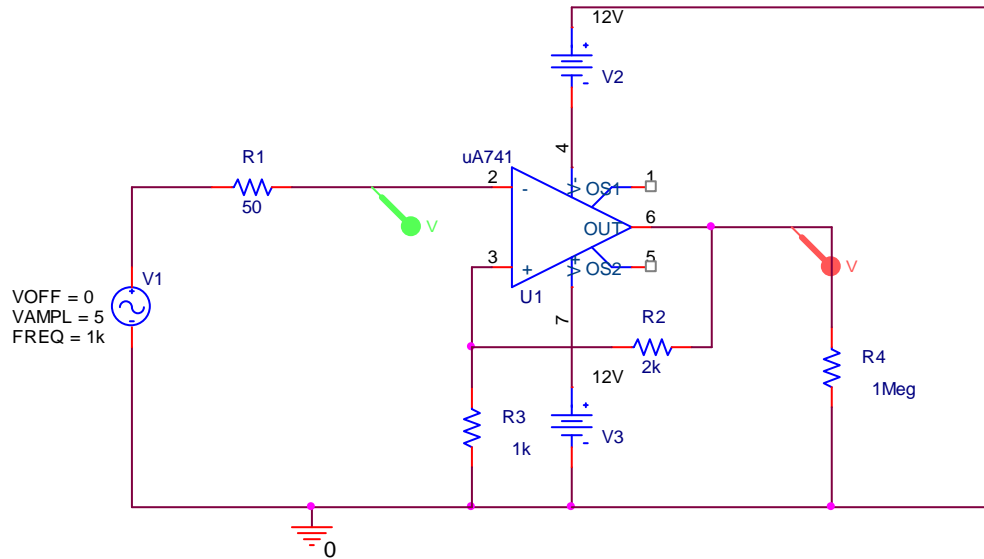 12V
+
V2
-
4
R1
50
uA741
2
-
V-
OS1
1
OUT
6
V
V
3
+
V+
OS2
5
U1
7
V1
+
-
VOFF = 0
VAMPL = 5
FREQ = 1k
R2
2k
12V
+
V3
-
R3
1k
R4
1Meg
0